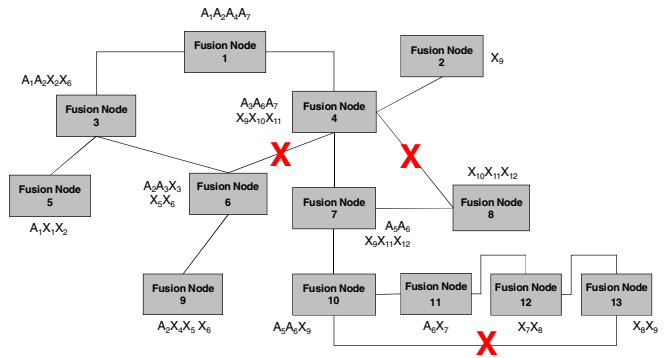 A₁A₂A₄A₇
Fusion Node
1
Fusion Node
2
X₉
A₁A₂X₂X₆
Fusion Node
3
A₃A₆A₇
X₉X₁₀X₁₁
Fusion Node
4
X
X
Fusion Node
5
A₁X₁X₂
A₂A₃X₃
X₅X₆
Fusion Node
6
Fusion Node
7
A₅A₆
X₉X₁₁X₁₂
X₁₀X₁₁X₁₂
Fusion Node
8
Fusion Node
9
A₂X₄X₅ X₆
Fusion Node
10
A₅A₆X₉
Fusion Node
11
A₆X₇
Fusion Node
12
X₇X₈
Fusion Node
13
X₈X₉
X